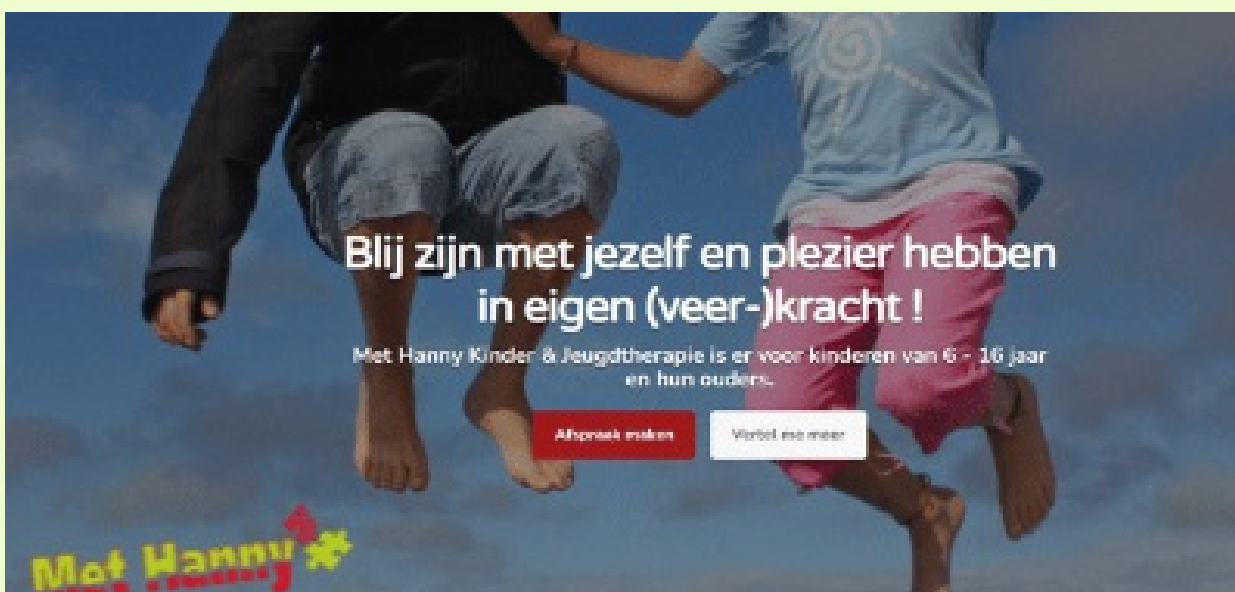 Blij zijn met jezelf en plezier hebben
in eigen (veer-)kracht !
Met Hanny Kinder & Jeugdtherapie is er voor kinderen van 6 - 16 jaar
en hun ouders.
Afspraak maken
Vertel me meer
Met Hanny